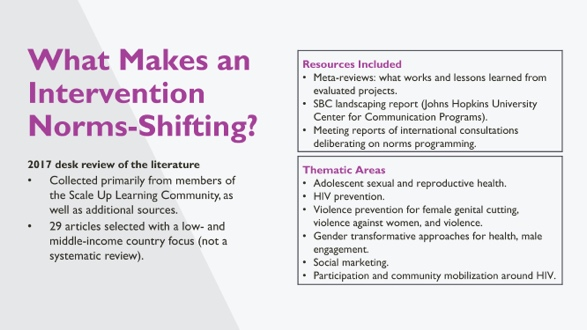 What Makes an
Intervention
Norms-Shifting?
2017 desk review of the literature
• Collected primarily from members of
the Scale Up Learning Community, as
well as additional sources.
• 29 articles selected with a low- and
middle-income country focus (not a
systematic review).
Resources Included
• Meta-reviews: what works and lessons learned from
evaluated projects.
• SBC landscaping report (Johns Hopkins University
Center for Communication Programs).
• Meeting reports of international consultations
deliberating on norms programming.
Thematic Areas
• Adolescent sexual and reproductive health.
• HIV prevention.
• Violence prevention for female genital cutting,
violence against women, and violence.
• Gender transformative approaches for health, male
engagement.
• Social marketing.
• Participation and community mobilization around HIV.